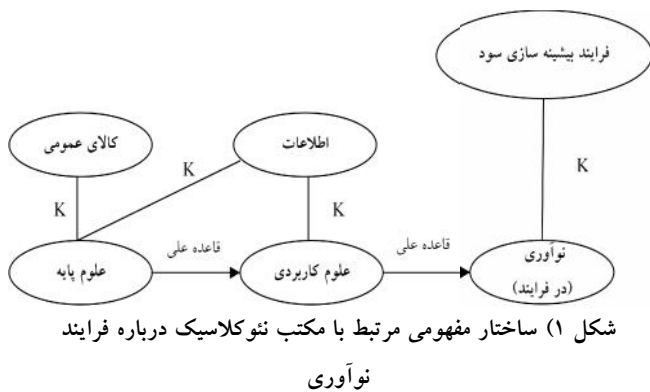 فرایند بیشینه سازی سود
کالای عمومی
اطلاعات
K
K
K
K
قاعده علی
قاعده علی
علوم پایه
علوم کاربردی
نوآوری
(در فرایند)
شکل ۱) ساختار مفهومی مرتبط با مکتب نئوکلاسیک درباره فرایند
نوآوری